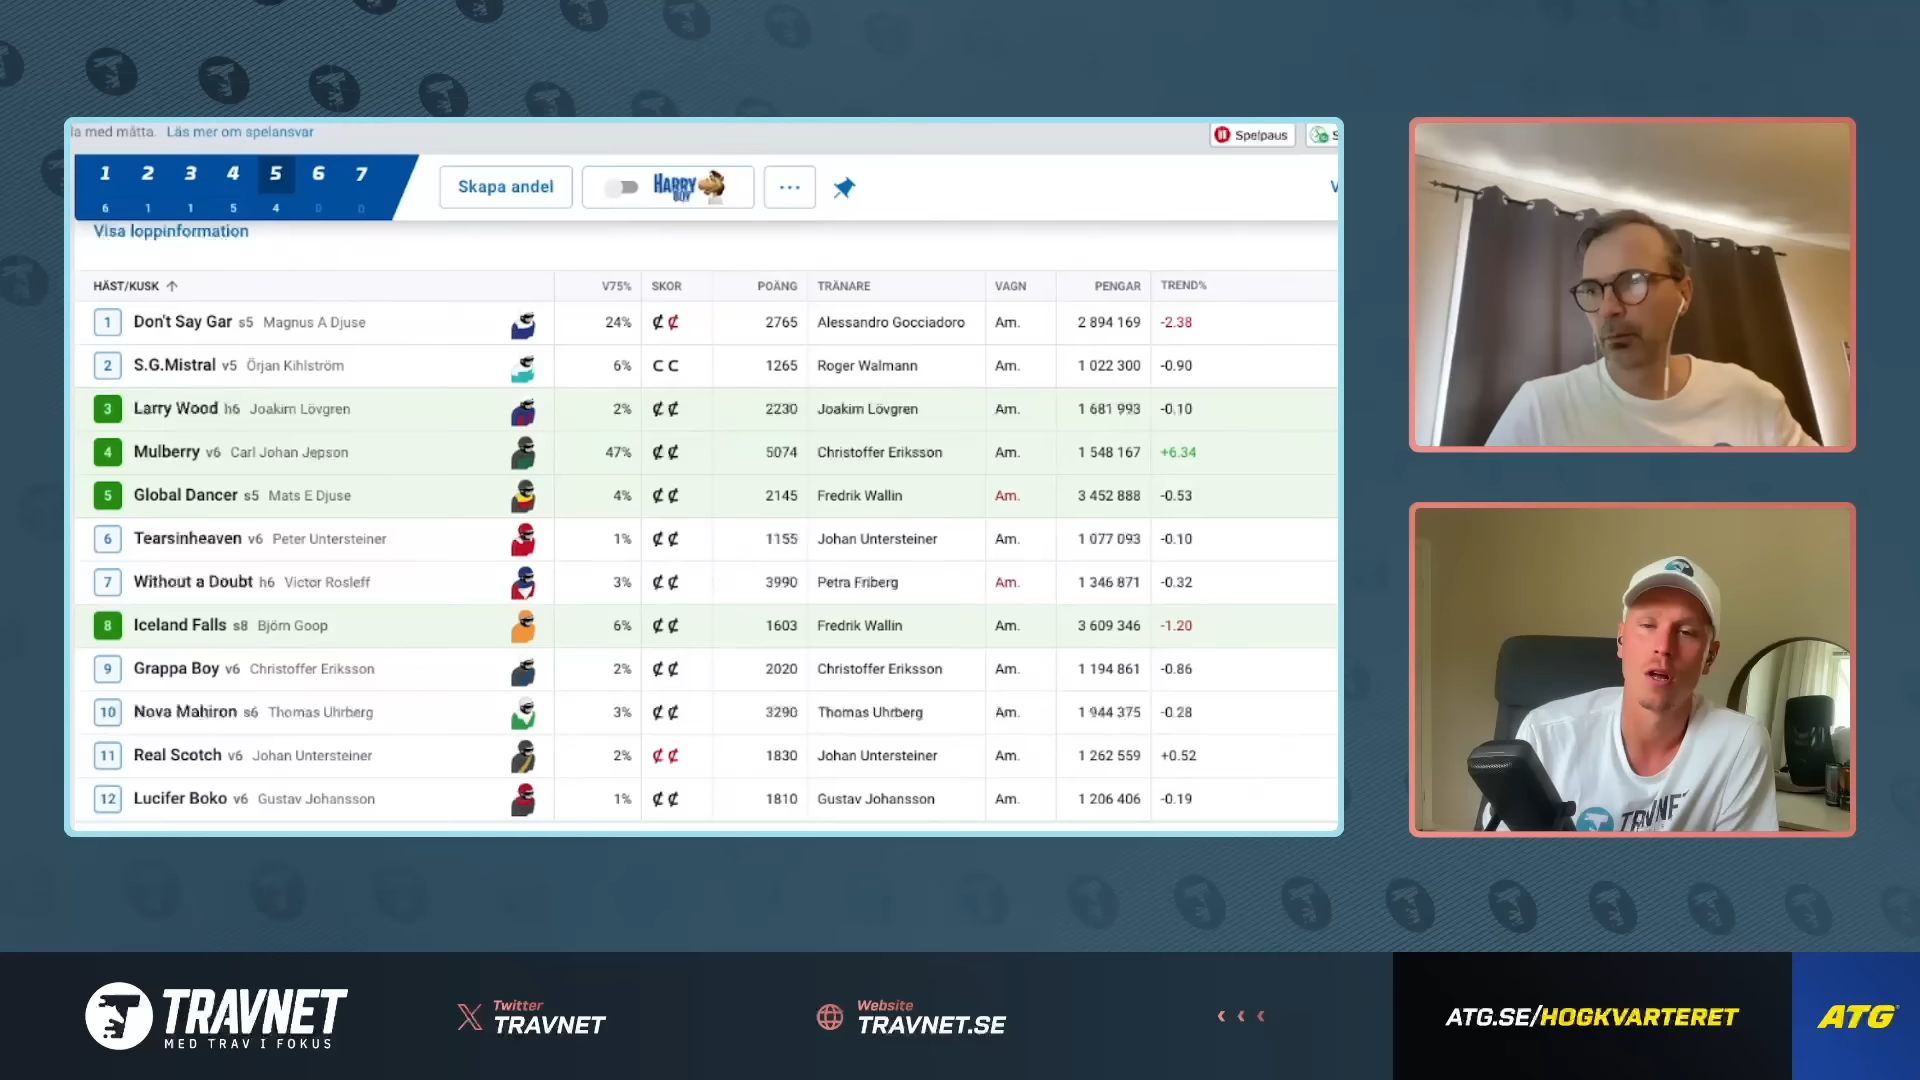 la med måtta. Läs mer om spelansvar
Spelpaus
1 2 3 4 5 6 7
6 1 1 5 4 0 0
Skapa andel
HARRY BOY
...
Visa loppinformation
HÄST/KUSK V75% SKOR POÄNG TRÄNARE VAGN PENGAR TREND%
1 Don't Say Gar s5 Magnus A Djuse 24% ₵ ₵ 2765 Alessandro Gocciadoro Am. 2 894 169 -2.38
2 S.G.Mistral v5 Örjan Kihlström 6% C C 1265 Roger Walmann Am. 1 022 300 -0.90
3 Larry Wood h6 Joakim Lövgren 2% ₵ ₵ 2230 Joakim Lövgren Am. 1 681 993 -0.10
4 Mulberry v6 Carl Johan Jepson 47% ₵ ₵ 5074 Christoffer Eriksson Am. 1 548 167 +6.34
5 Global Dancer s5 Mats E Djuse 4% ₵ ₵ 2145 Fredrik Wallin Am. 3 452 888 -0.53
6 Tearsinheaven v6 Peter Untersteiner 1% ₵ ₵ 1155 Johan Untersteiner Am. 1 077 093 -0.10
7 Without a Doubt h6 Victor Rosleff 3% ₵ ₵ 3990 Petra Friberg Am. 1 346 871 -0.32
8 Iceland Falls s8 Björn Goop 6% ₵ ₵ 1603 Fredrik Wallin Am. 3 609 346 -1.20
9 Grappa Boy v6 Christoffer Eriksson 2% ₵ ₵ 2020 Christoffer Eriksson Am. 1 194 861 -0.86
10 Nova Mahiron s6 Thomas Uhrberg 3% ₵ ₵ 3290 Thomas Uhrberg Am. 1 944 375 -0.28
11 Real Scotch v6 Johan Untersteiner 2% ₵ ₵ 1830 Johan Untersteiner Am. 1 262 559 +0.52
12 Lucifer Boko v6 Gustav Johansson 1% ₵ ₵ 1810 Gustav Johansson Am. 1 206 406 -0.19
TRAVNET
TRAVNET
MED TRAV I FOKUS
Twitter
TRAVNET
Website
TRAVNET.SE
ATG.SE/HOGKVARTERET
ATG